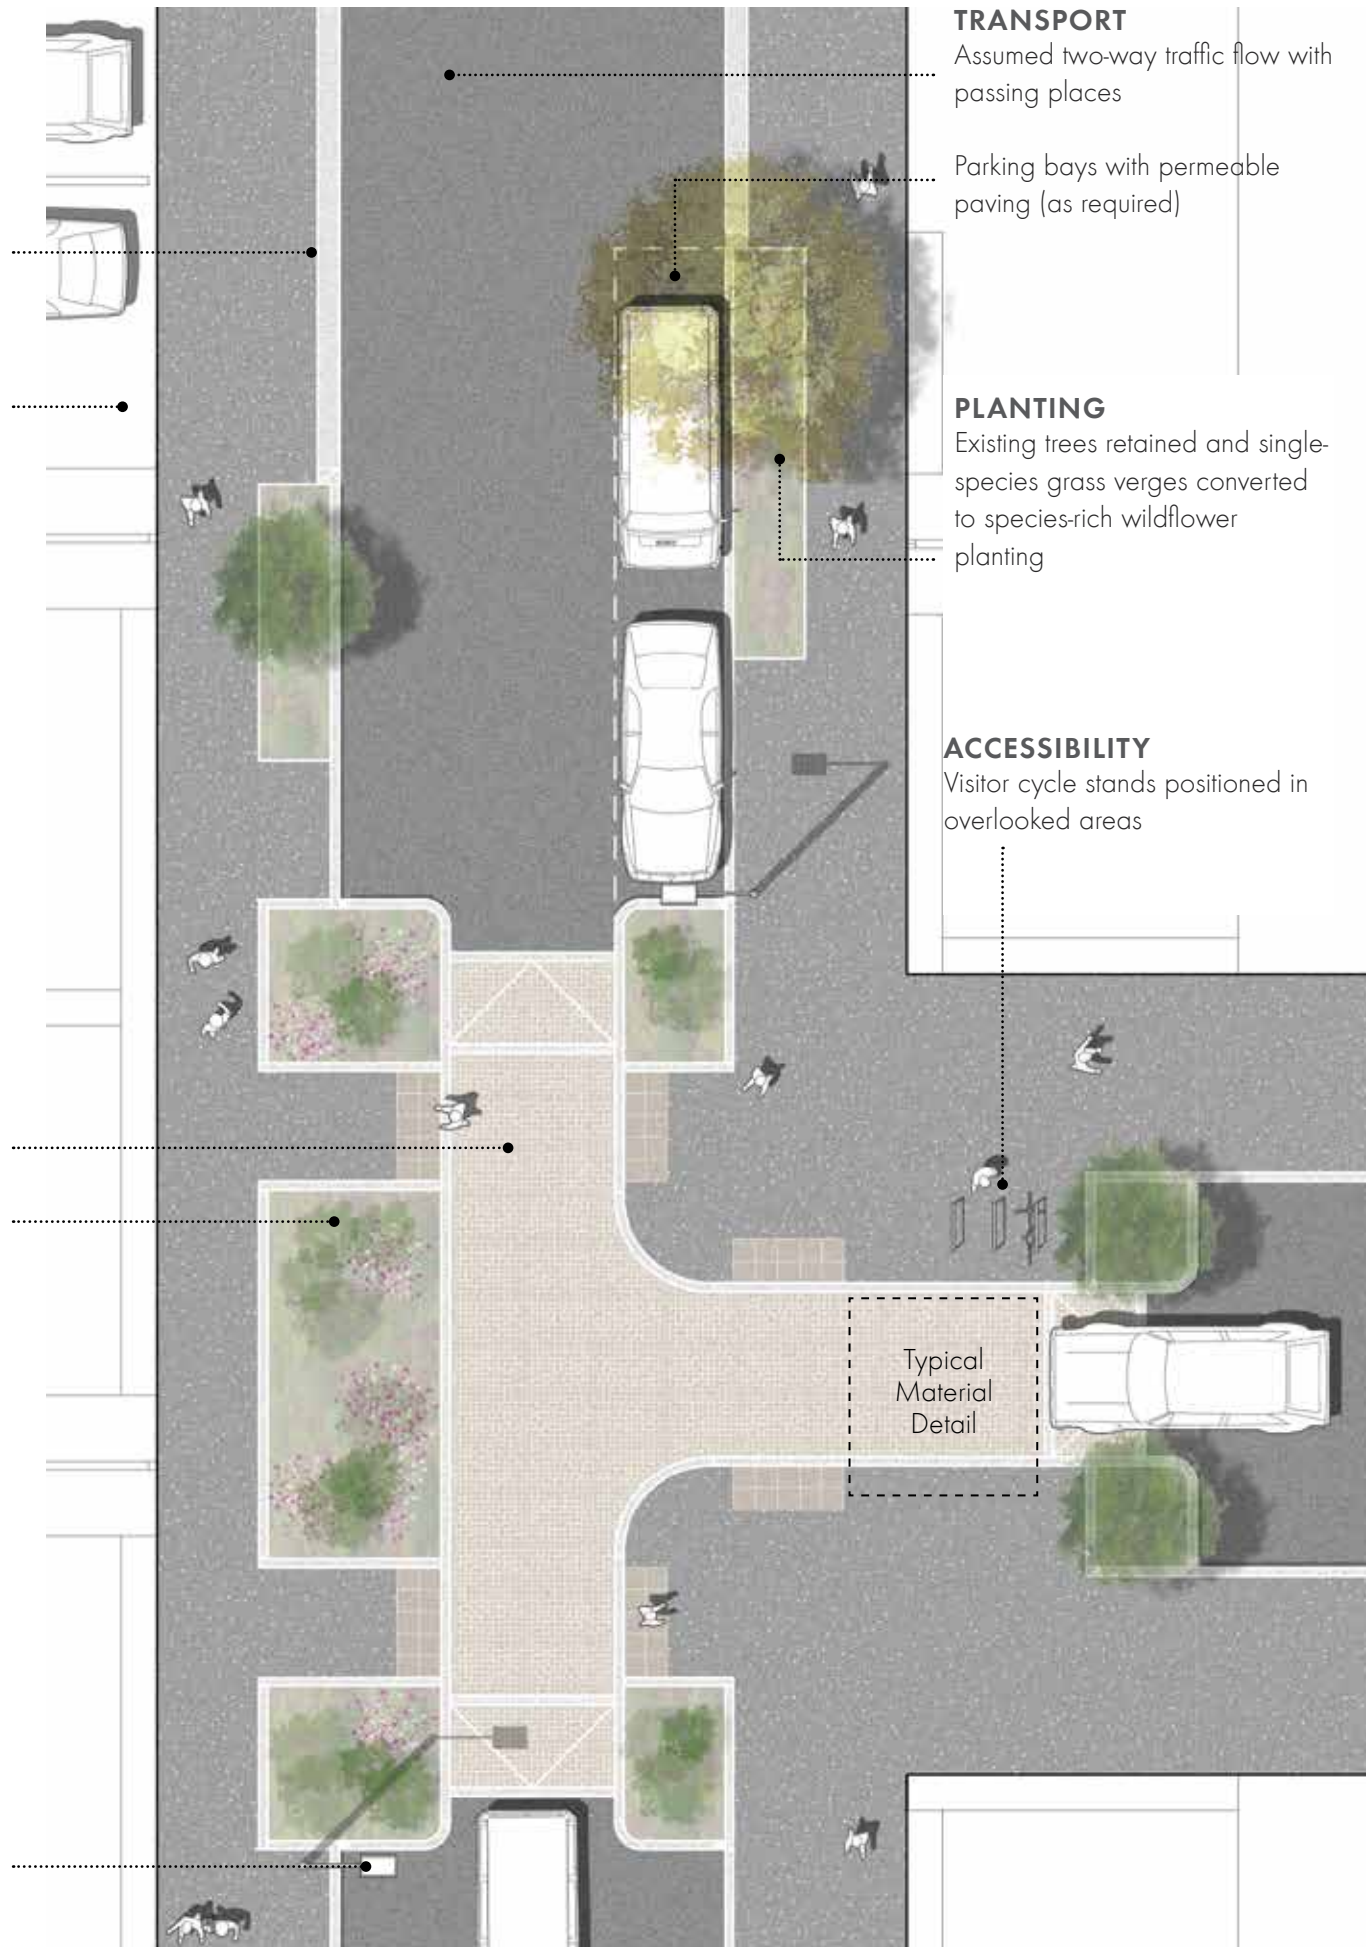 TRANSPORT
Assumed two-way traffic flow with
passing places
Parking bays with permeable
paving (as required)
PLANTING
Existing trees retained and single-
species grass verges converted
to species-rich wildflower
planting
ACCESSIBILITY
Visitor cycle stands positioned in
overlooked areas
Typical
Material
Detail